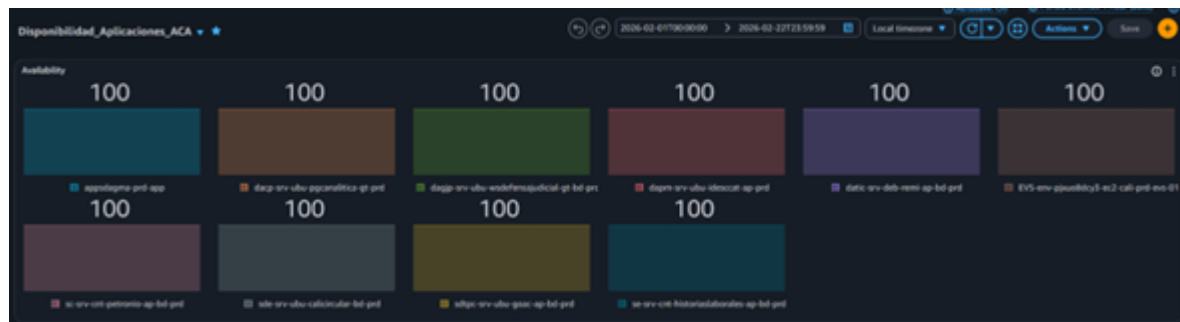 Disponibilidad_Aplicaciones_ACA
2026-02-01T00:00:00 > 2026-02-22T23:59:59 Local timezone Actions Save
Availability
100 100 100 100 100 100
appsdagma-prd-app dacp-srv-ubu-pgcanalitica-gt-prd dagjp-srv-ubu-wsdefensajudicial-gt-bd-prd dapm-srv-ubu-idesccat-ap-prd datic-srv-deb-remi-ap-bd-prd
100 100 100 100
sc-srv-cnt-petronio-ap-bd-prd sde-srv-ubu-calicircular-bd-prd sdtpc-srv-ubu-goac-ap-bd-prd se-srv-cnt-historiaslaborales-ap-bd-prd